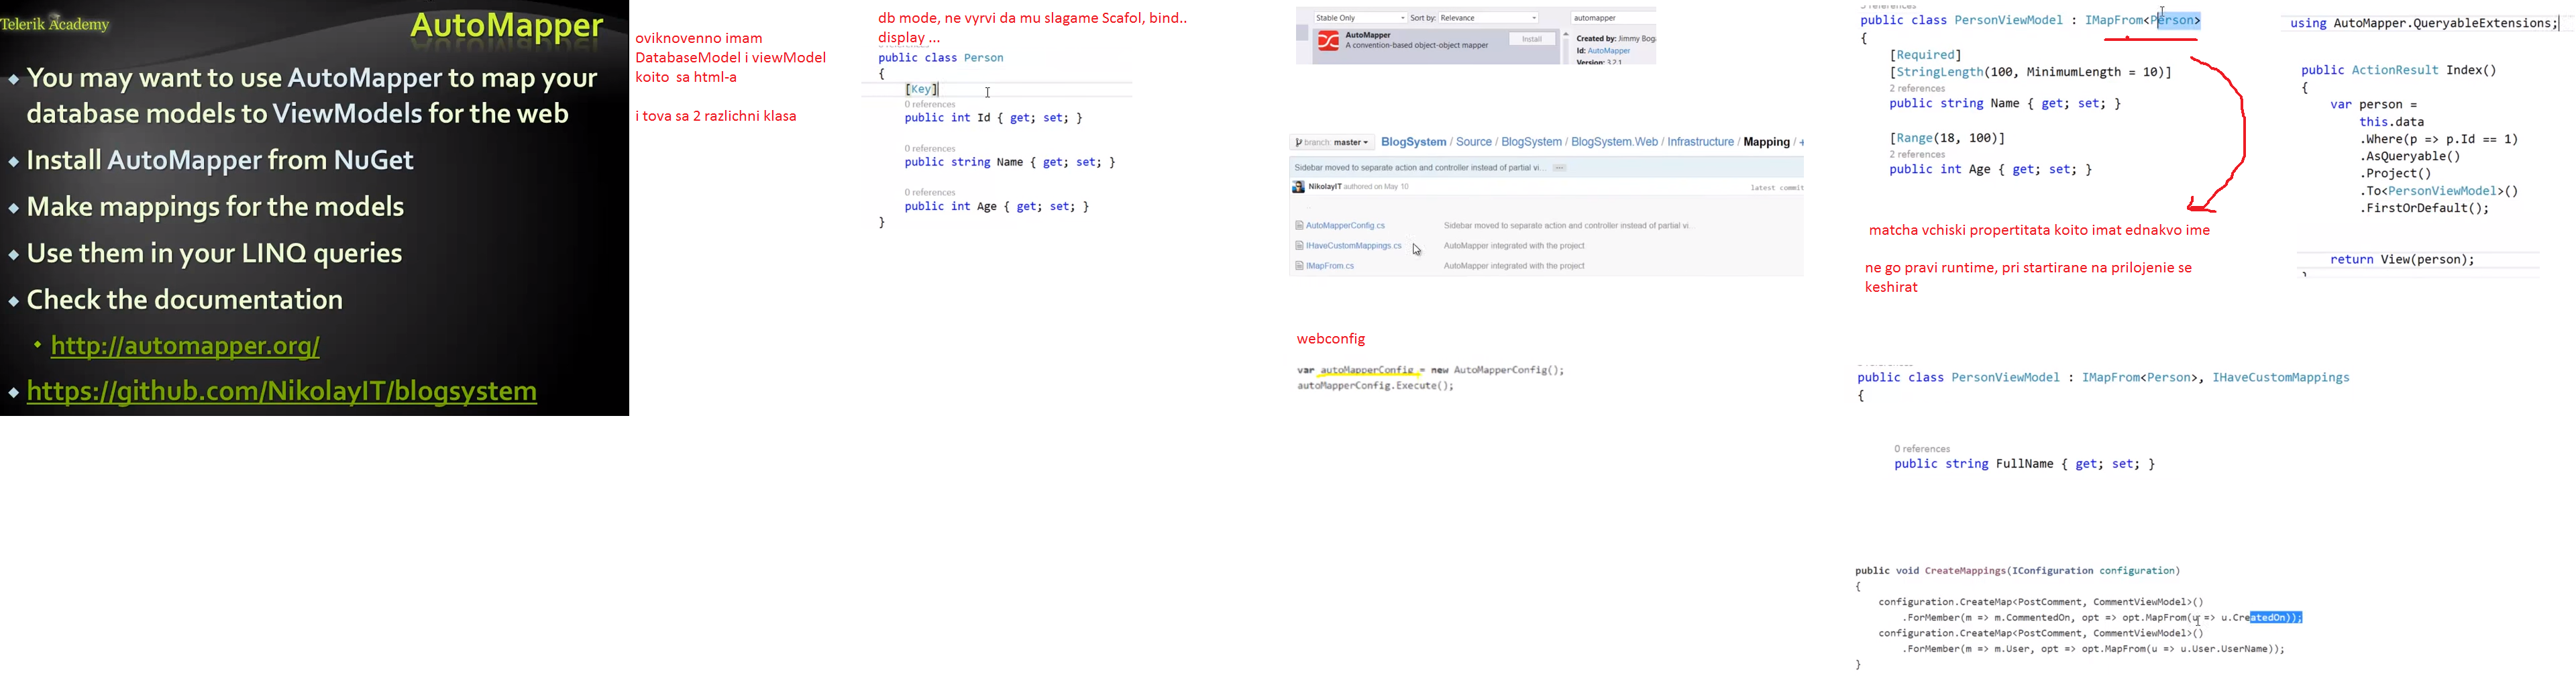 Telerik Academy
AutoMapper
You may want to use AutoMapper to map your
database models to ViewModels for the web
Install AutoMapper from NuGet
Make mappings for the models
Use them in your LINQ queries
Check the documentation
http://automapper.org/
https://github.com/NikolayIT/blogsystem
oviknovenno imam
DatabaseModel i viewModel
koito sa html-a
i tova sa 2 razlichni klasa
db mode, ne vyrvi da mu slagame Scafol, bind..
display ...
public class Person
{
[Key]
0 references
public int Id { get; set; }
0 references
public string Name { get; set; }
0 references
public int Age { get; set; }
}
Stable Only
Sort by: Relevance
automapper
AutoMapper
A convention-based object-object mapper
Install
Created by: Jimmy Bog
Id: AutoMapper
Version: 3.2.1
branch: master
BlogSystem / Source / BlogSystem / BlogSystem.Web / Infrastructure / Mapping / +
Sidebar moved to separate action and controller instead of partial vi...
NikolayIT authored on May 10
latest commit
..
AutoMapperConfig.cs Sidebar moved to separate action and controller instead of partial vi...
IHaveCustomMappings.cs AutoMapper integrated with the project
IMapFrom.cs AutoMapper integrated with the project
webconfig
var autoMapperConfig = new AutoMapperConfig();
autoMapperConfig.Execute();
public class PersonViewModel : IMapFrom<Person>
{
[Required]
[StringLength(100, MinimumLength = 10)]
2 references
public string Name { get; set; }
[Range(18, 100)]
2 references
public int Age { get; set; }
matcha vchiski propertitata koito imat ednakvo ime
ne go pravi runtime, pri startirane na prilojenie se
keshirat
using AutoMapper.QueryableExtensions;
public ActionResult Index()
{
var person =
this.data
.Where(p => p.Id == 1)
.AsQueryable()
.Project()
.To<PersonViewModel>()
.FirstOrDefault();
return View(person);
public class PersonViewModel : IMapFrom<Person>, IHaveCustomMappings
{
0 references
public string FullName { get; set; }
public void CreateMappings(IConfiguration configuration)
{
configuration.CreateMap<PostComment, CommentViewModel>()
.ForMember(m => m.CommentedOn, opt => opt.MapFrom(u => u.CreatedOn));
configuration.CreateMap<PostComment, CommentViewModel>()
.ForMember(m => m.User, opt => opt.MapFrom(u => u.User.UserName));
}